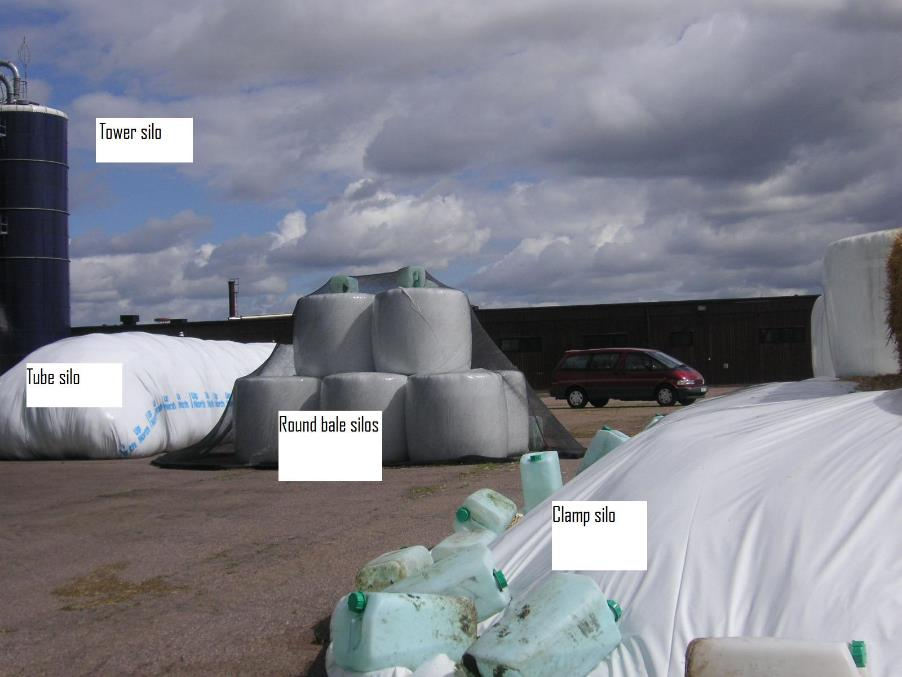 Tower silo
Tube silo
Round bale silos
Clamp silo